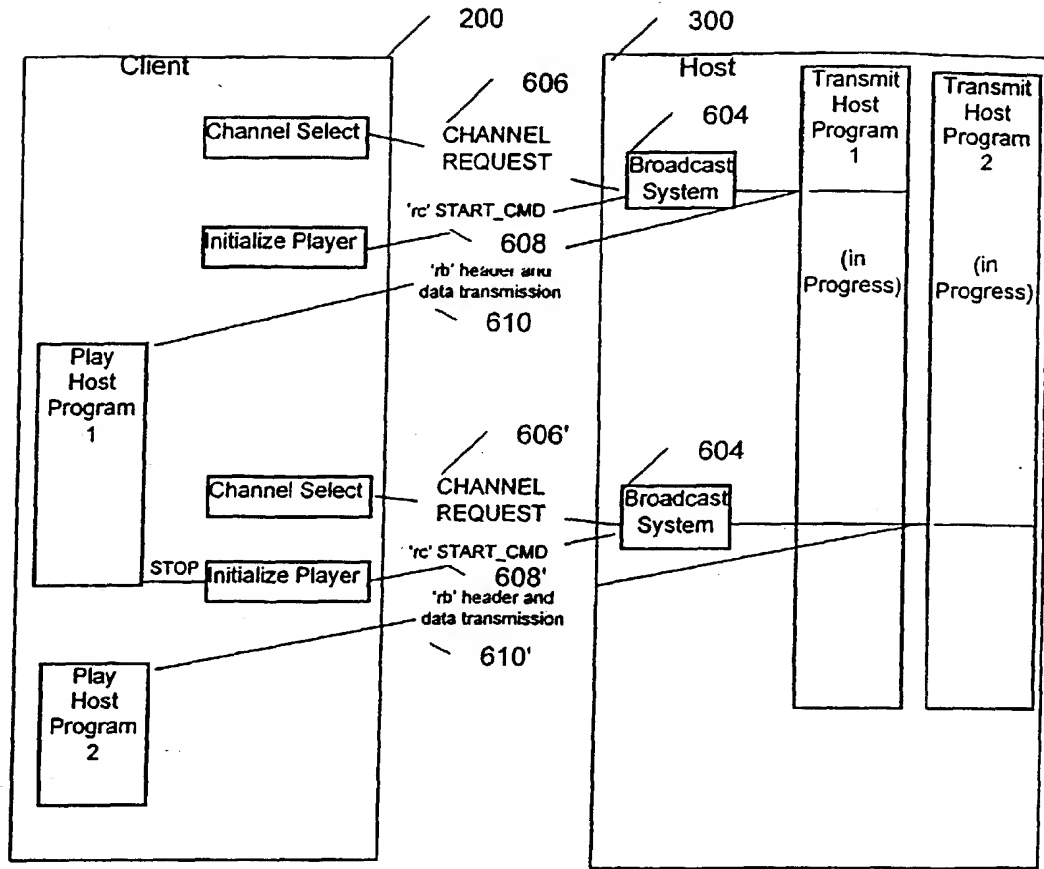 200
300
Client
Host
606
604
Channel Select
CHANNEL
REQUEST
Broadcast
System
Transmit
Host
Program
1
Transmit
Host
Program
2
'rc' START_CMD
608
Initialize Player
'rb' header and
data transmission
610
(in
Progress)
(in
Progress)
Play
Host
Program
1
606'
604
Channel Select
CHANNEL
REQUEST
Broadcast
System
'rc' START_CMD
608'
STOP
Initialize Player
'rb' header and
data transmission
610'
Play
Host
Program
2